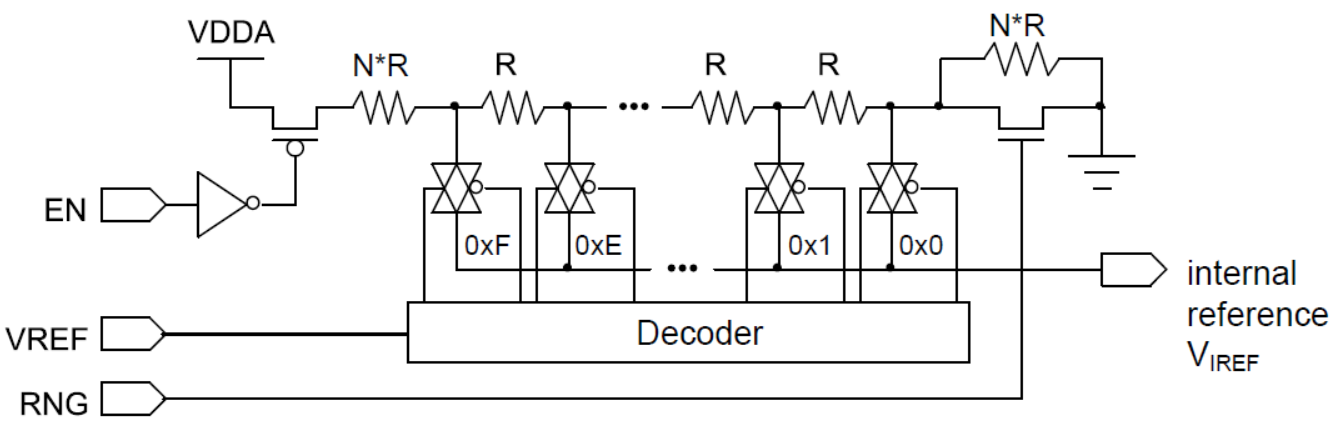 VDDA
N*R
R
R
R
N*R
EN
0xF
0xE
0x1
0x0
internal
reference
VIREF
VREF
Decoder
RNG